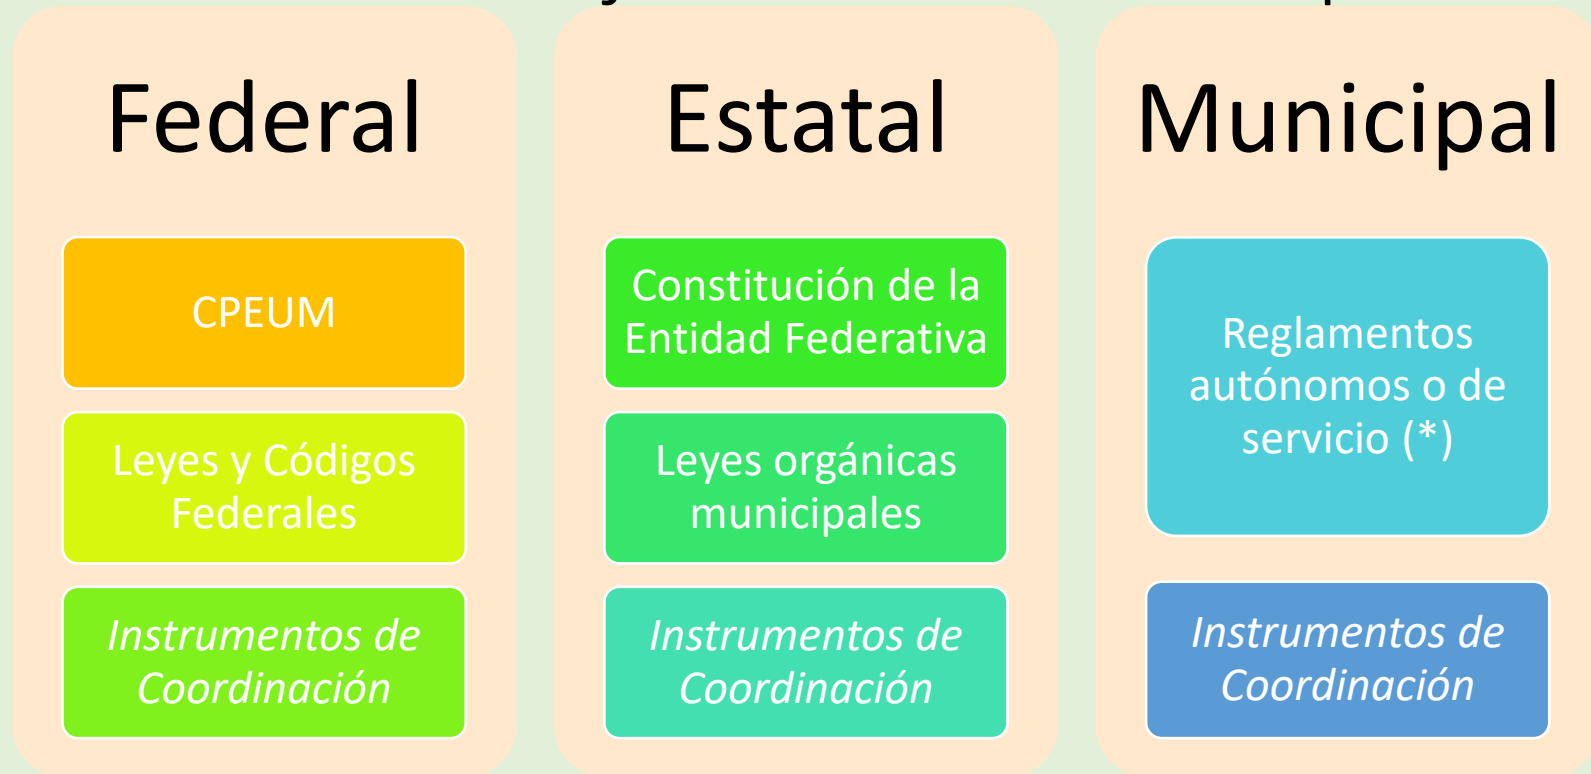 Federal
CPEUM
Leyes y Códigos
Federales
Instrumentos de
Coordinación
Estatal
Constitución de la
Entidad Federativa
Leyes orgánicas
municipales
Instrumentos de
Coordinación
Municipal
Reglamentos
autónomos o de
servicio (*)
Instrumentos de
Coordinación